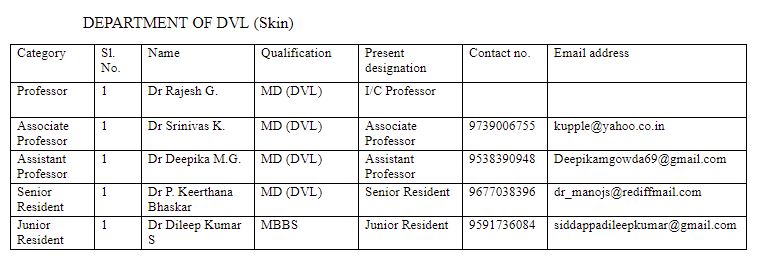 DEPARTMENT OF DVL (Skin)
Category Sl. No. Name Qualification Present designation Contact no. Email address
Professor 1 Dr Rajesh G. MD (DVL) I/C Professor
Associate Professor 1 Dr Srinivas K. MD (DVL) Associate Professor 9739006755 kupple@yahoo.co.in
Assistant Professor 1 Dr Deepika M.G. MD (DVL) Assistant Professor 9538390948 Deepikamgowda69@gmail.com
Senior Resident 1 Dr P. Keerthana Bhaskar MD (DVL) Senior Resident 9677038396 dr_manojs@rediffmail.com
Junior Resident 1 Dr Dileep Kumar S MBBS Junior Resident 9591736084 siddappadileepkumar@gmail.com